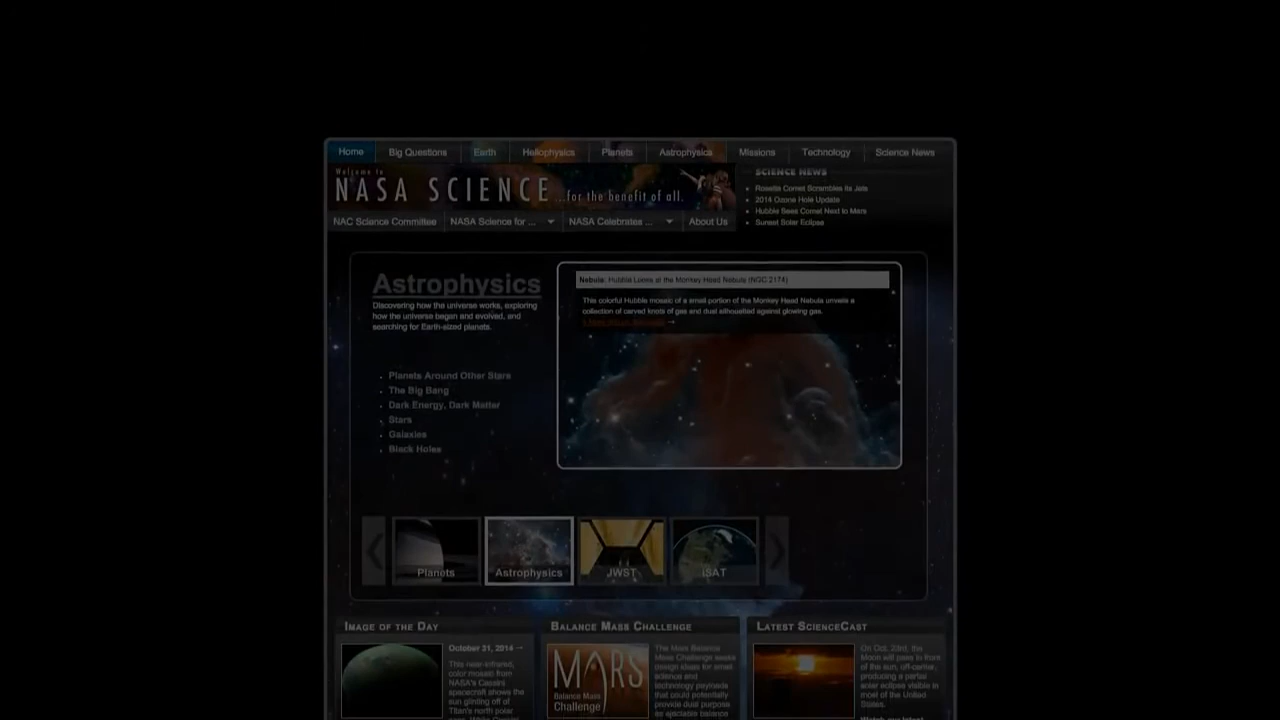 Home Big Questions Earth Heliophysics Planets Astrophysics Missions Technology Science News
Welcome to
NASA SCIENCE ...for the benefit of all.
SCIENCE NEWS
Rosetta Comet Scrambles its Jets
2014 Ozone Hole Update
Hubble Sees Comet Next to Mars
Sunset Solar Eclipse
NAC Science Committee NASA Science for ... NASA Celebrates ... About Us
Astrophysics
Discovering how the universe works, exploring
how the universe began and evolved, and
searching for Earth-sized planets.
Planets Around Other Stars
The Big Bang
Dark Energy, Dark Matter
Stars
Galaxies
Black Holes
Nebula: Hubble Looks at the Monkey Head Nebula (NGC 2174)
This colorful Hubble mosaic of a small portion of the Monkey Head Nebula unveils a
collection of carved knots of gas and dust silhouetted against glowing gas.
Planets Astrophysics JWST iSAT
IMAGE OF THE DAY
October 31, 2014 →
This near-infrared,
color mosaic from
NASA's Cassini
spacecraft shows the
sun glinting off of
Titan's north polar
BALANCE MASS CHALLENGE
MARS
Balance Mass
Challenge
The Mars Balance
Mass Challenge seeks
design ideas for small
science and
technology payloads
that could potentially
provide dual purpose
as ejectable balance
LATEST SCIENCECAST
On Oct. 23rd, the
Moon will pass in front
of the sun, off-center,
producing a partial
solar eclipse visible in
most of the United
States.
Watch our latest